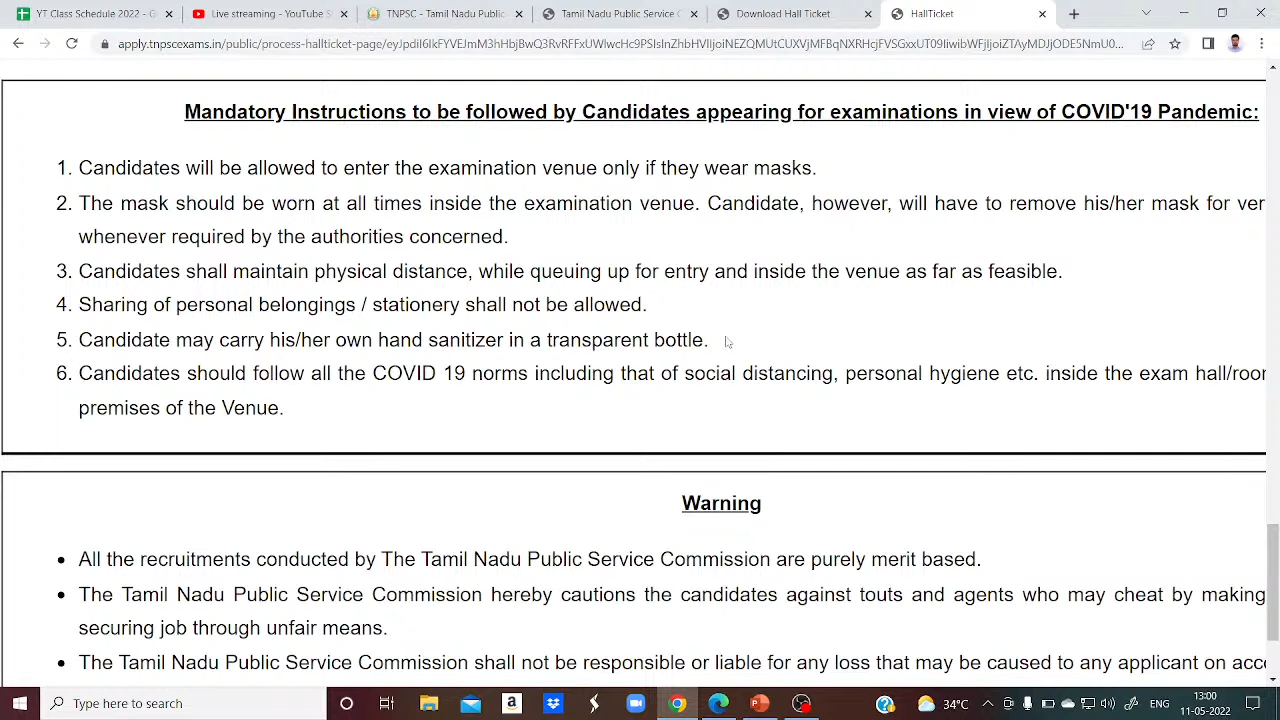 YT Class Schedule 2022 - G
Live streaming - YouTube S
TNPSC - Tamil Nadu Public
Tamil Nadu Public Service C
Download Hall Ticket
HallTicket
Mandatory Instructions to be followed by Candidates appearing for examinations in view of COVID'19 Pandemic:
1. Candidates will be allowed to enter the examination venue only if they wear masks.
2. The mask should be worn at all times inside the examination venue. Candidate, however, will have to remove his/her mask for ver
whenever required by the authorities concerned.
3. Candidates shall maintain physical distance, while queuing up for entry and inside the venue as far as feasible.
4. Sharing of personal belongings / stationery shall not be allowed.
5. Candidate may carry his/her own hand sanitizer in a transparent bottle.
6. Candidates should follow all the COVID 19 norms including that of social distancing, personal hygiene etc. inside the exam hall/roor
premises of the Venue.
Warning
• All the recruitments conducted by The Tamil Nadu Public Service Commission are purely merit based.
• The Tamil Nadu Public Service Commission hereby cautions the candidates against touts and agents who may cheat by making
securing job through unfair means.
• The Tamil Nadu Public Service Commission shall not be responsible or liable for any loss that may be caused to any applicant on acc
Type here to search
34°C
ENG
13:00
11-05-2022